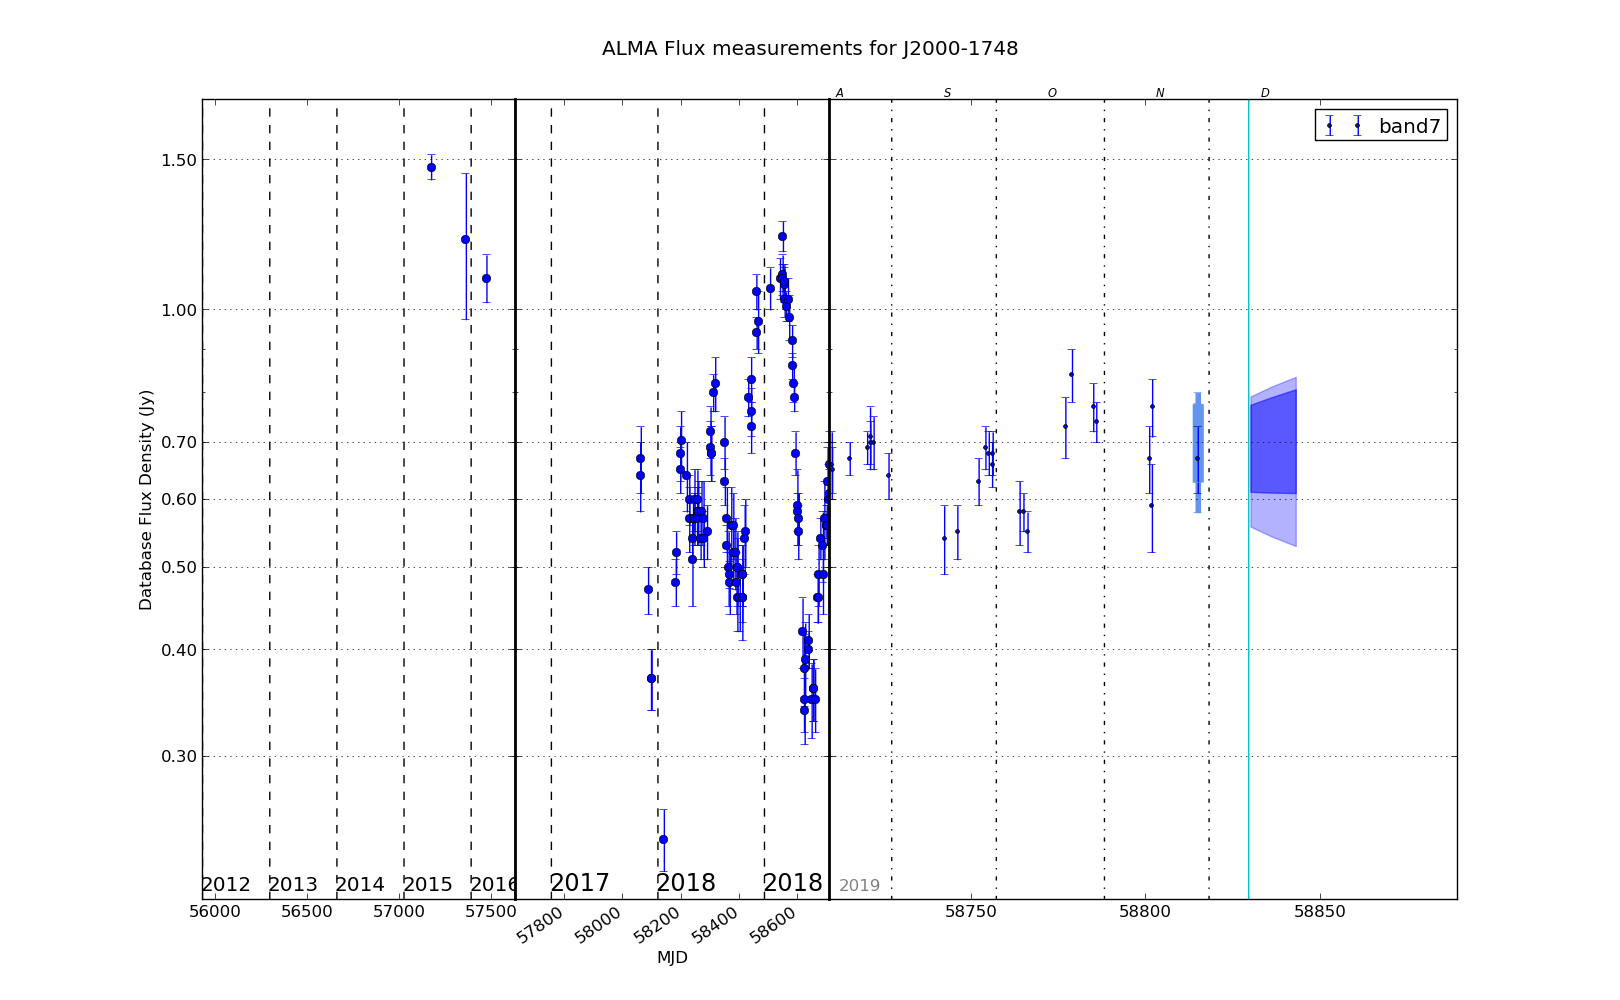 ALMA Flux measurements for J2000-1748
A S O N D
band7
1.50
1.00
0.70
0.60
0.50
0.40
0.30
Database Flux Density (Jy)
2012 2013 2014 2015 2016 2017 2018 2018 2019
56000 56500 57000 57500 57800 58000 58200 58400 58600 58750 58800 58850
MJD